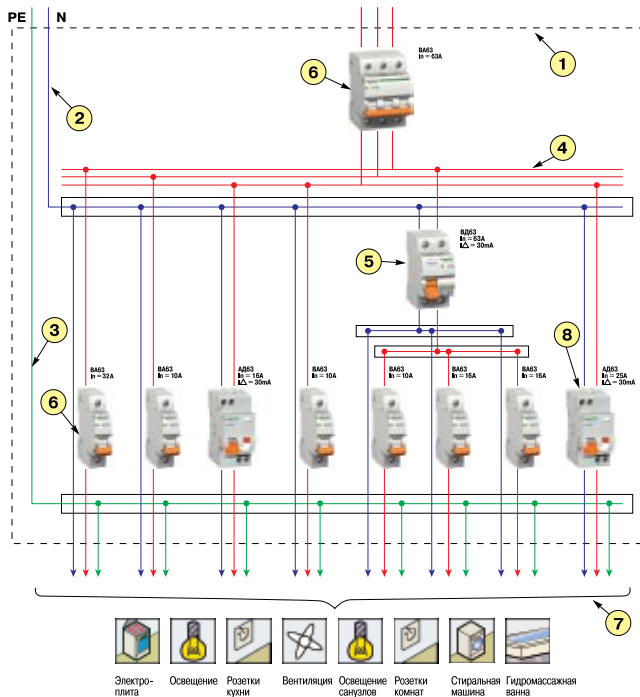 PE N
1
ВА63
In = 63A
6
2
4
ВД63
In = 63A
I∆ = 30mA
5
3
8
ВА63
In = 32A
ВА63
In = 10A
АД63
In = 16A
I∆ = 30mA
ВА63
In = 10A
ВА63
In = 10A
ВА63
In = 16A
ВА63
In = 16A
АД63
In = 25A
I∆ = 30mA
6
7
Электро-
плита
Освещение
Розетки
кухни
Вентиляция
Освещение
санузлов
Розетки
комнат
Стиральная
машина
Гидромассажная
ванна